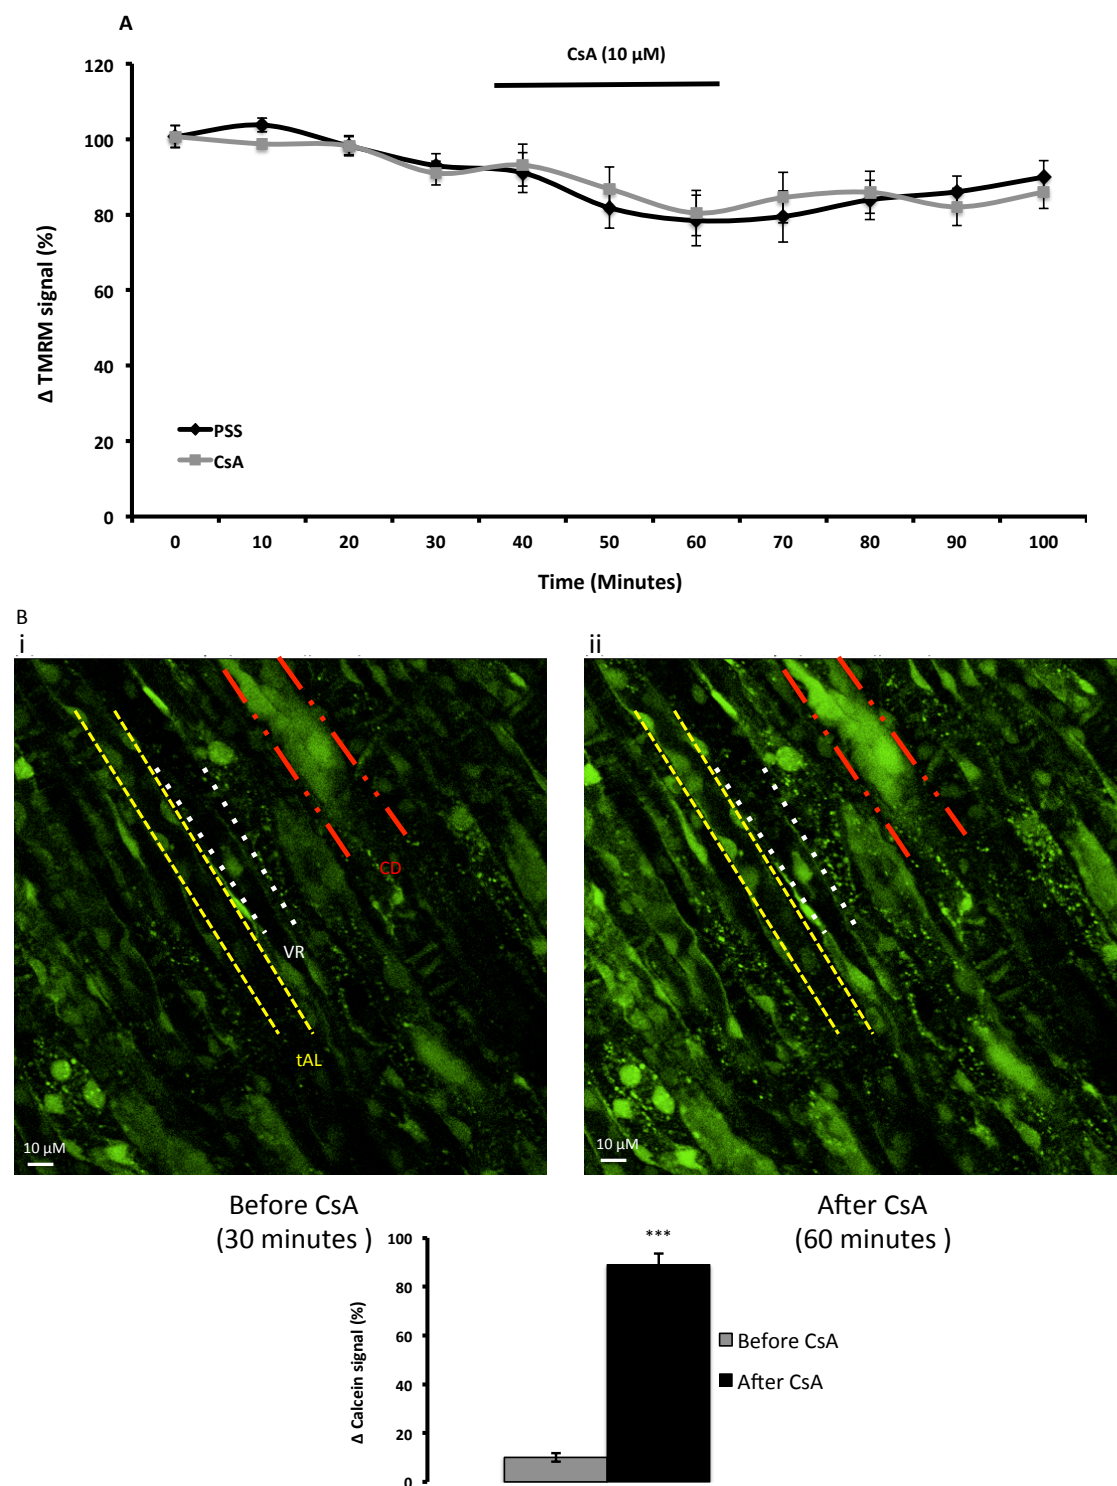 A
CsA (10 µM)
120
100
80
60
40
20
0
Δ TMRM signal (%)
PSS
CsA
0 10 20 30 40 50 60 70 80 90 100
Time (Minutes)
B
i
ii
CD
VR
tAL
10 µM
10 µM
Before CsA
(30 minutes )
After CsA
(60 minutes )
100
80
60
40
20
0
Δ Calcein signal (%)
***
Before CsA
After CsA